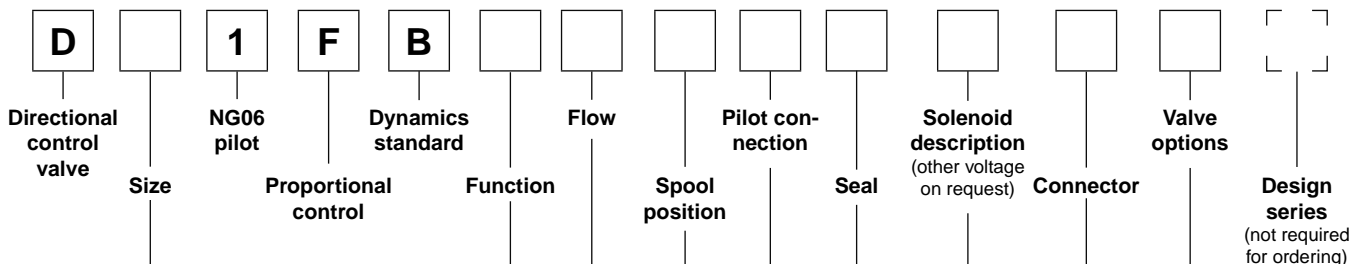 D 1 F B
Directional
control
valve
Size
NG06
pilot
Proportional
control
Dynamics
standard
Function
Flow
Spool
position
Pilot con-
nection
Seal
Solenoid
description
(other voltage
on request)
Connector
Valve
options
Design
series
(not required
for ordering)